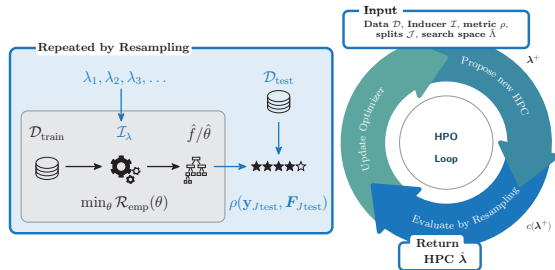 Repeated by Resampling
λ₁, λ₂, λ₃, . . .
𝒟test
𝒟train
ℐλ
f̂/θ̂
minθ ℛemp(θ)
ρ(yJtest, FJtest)
Input
Data 𝒟, Inducer ℐ, metric ρ,
splits 𝒥, search space Λ̃
Propose new HPC
λ⁺
HPO
Loop
Update Optimizer
Evaluate by Resampling
c(λ⁺)
Return
HPC λ̂